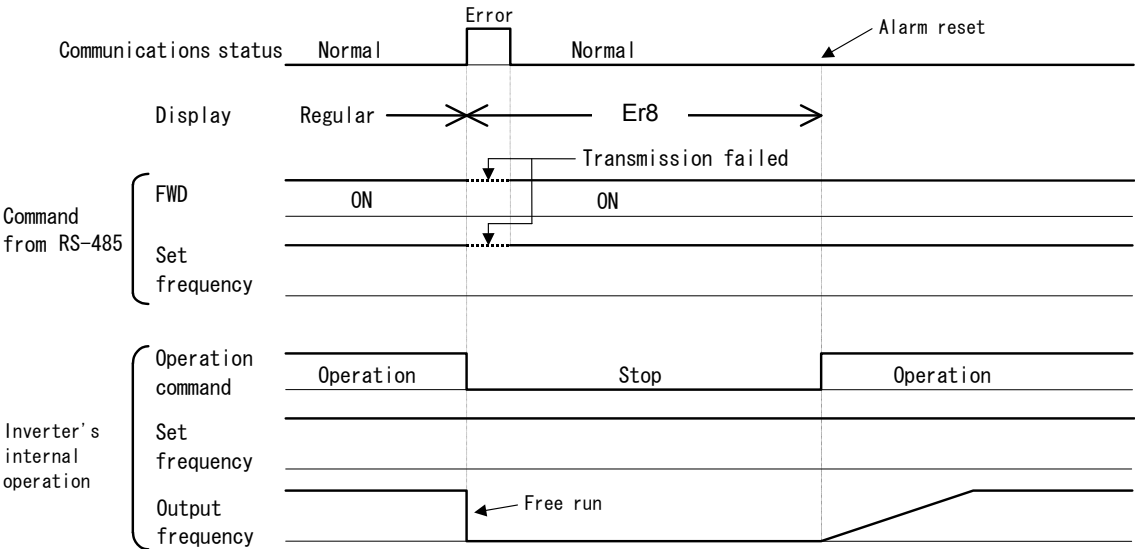 Error
Alarm reset
Communications status Normal Normal
Display Regular Er8
Transmission failed
FWD
ON ON
Command
from RS-485
Set
frequency
Operation
command
Operation Stop Operation
Inverter's
internal
operation
Set
frequency
Free run
Output
frequency